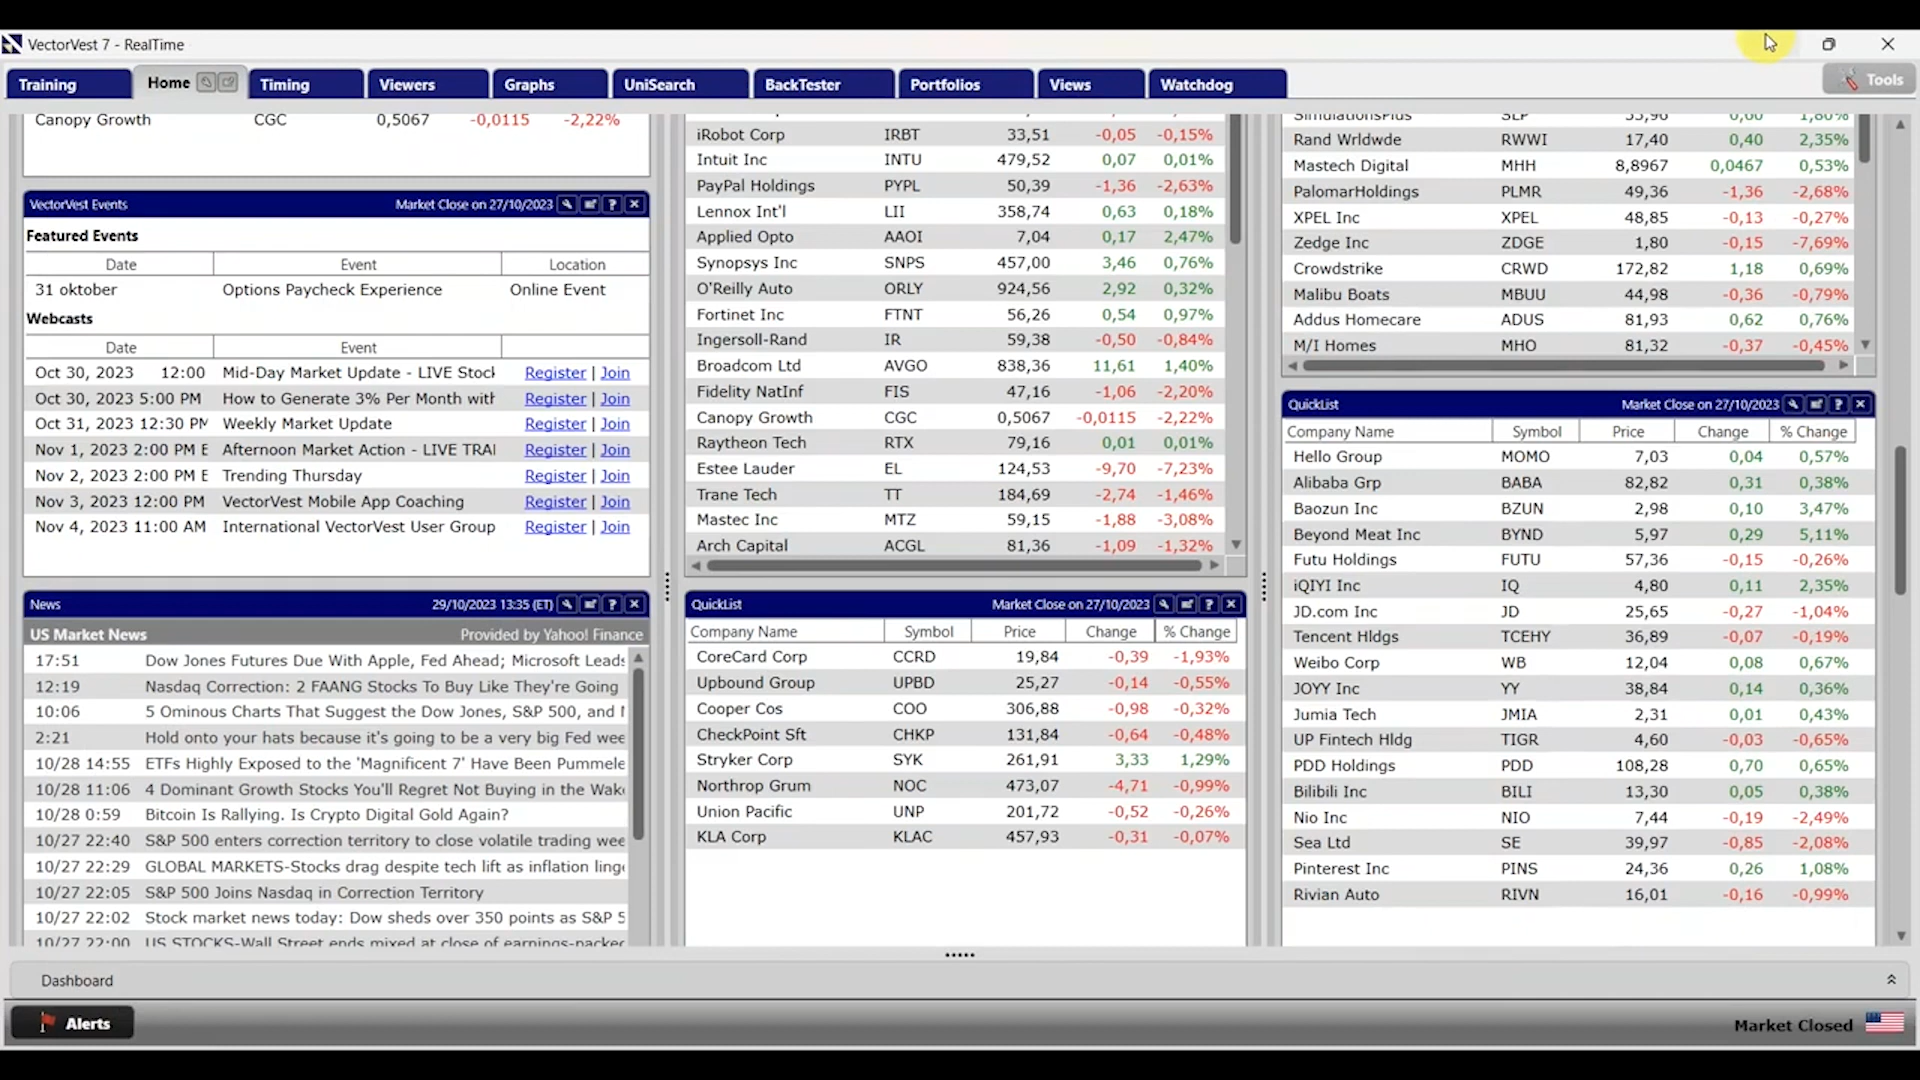 VectorVest 7 - RealTime
Training Home Timing Viewers Graphs UniSearch BackTester Portfolios Views Watchdog Tools
Canopy Growth CGC 0,5067 -0,0115 -2,22%
VectorVest Events Market Close on 27/10/2023
Featured Events
Date Event Location
31 oktober Options Paycheck Experience Online Event
Webcasts
Date Event
Oct 30, 2023 12:00 Mid-Day Market Update - LIVE Stock Register | Join
Oct 30, 2023 5:00 PM How to Generate 3% Per Month with Register | Join
Oct 31, 2023 12:30 PM Weekly Market Update Register | Join
Nov 1, 2023 2:00 PM E Afternoon Market Action - LIVE TRAI Register | Join
Nov 2, 2023 2:00 PM E Trending Thursday Register | Join
Nov 3, 2023 12:00 PM VectorVest Mobile App Coaching Register | Join
Nov 4, 2023 11:00 AM International VectorVest User Group Register | Join
News 29/10/2023 13:35 (ET)
US Market News Provided by Yahoo! Finance
17:51 Dow Jones Futures Due With Apple, Fed Ahead; Microsoft Leads
12:19 Nasdaq Correction: 2 FAANG Stocks To Buy Like They're Going
10:06 5 Ominous Charts That Suggest the Dow Jones, S&P 500, and
2:21 Hold onto your hats because it's going to be a very big Fed wee
10/28 14:55 ETFs Highly Exposed to the 'Magnificent 7' Have Been Pummele
10/28 11:06 4 Dominant Growth Stocks You'll Regret Not Buying in the Wak
10/28 0:59 Bitcoin Is Rallying. Is Crypto Digital Gold Again?
10/27 22:40 S&P 500 enters correction territory to close volatile trading wee
10/27 22:29 GLOBAL MARKETS-Stocks drag despite tech lift as inflation linge
10/27 22:05 S&P 500 Joins Nasdaq in Correction Territory
10/27 22:02 Stock market news today: Dow sheds over 350 points as S&P 5
10/27 22:00 US STOCKS-Wall Street ends mixed at close of earnings-packed
iRobot Corp IRBT 33,51 -0,05 -0,15%
Intuit Inc INTU 479,52 0,07 0,01%
PayPal Holdings PYPL 50,39 -1,36 -2,63%
Lennox Int'l LII 358,74 0,63 0,18%
Applied Opto AAOI 7,04 0,17 2,47%
Synopsys Inc SNPS 457,00 3,46 0,76%
O'Reilly Auto ORLY 924,56 2,92 0,32%
Fortinet Inc FTNT 56,26 0,54 0,97%
Ingersoll-Rand IR 59,38 -0,50 -0,84%
Broadcom Ltd AVGO 838,36 11,61 1,40%
Fidelity NatInf FIS 47,16 -1,06 -2,20%
Canopy Growth CGC 0,5067 -0,0115 -2,22%
Raytheon Tech RTX 79,16 0,01 0,01%
Estee Lauder EL 124,53 -9,70 -7,23%
Trane Tech TT 184,69 -2,74 -1,46%
Mastec Inc MTZ 59,15 -1,88 -3,08%
Arch Capital ACGL 81,36 -1,09 -1,32%
QuickList Market Close on 27/10/2023
Company Name Symbol Price Change % Change
CoreCard Corp CCRD 19,84 -0,39 -1,93%
Upbound Group UPBD 25,27 -0,14 -0,55%
Cooper Cos COO 306,88 -0,98 -0,32%
CheckPoint Sft CHKP 131,84 -0,64 -0,48%
Stryker Corp SYK 261,91 3,33 1,29%
Northrop Grum NOC 473,07 -4,71 -0,99%
Union Pacific UNP 201,72 -0,52 -0,26%
KLA Corp KLAC 457,93 -0,31 -0,07%
SimulationsPlus SLP 35,96 0,60 1,80%
Rand Wrldwde RWWI 17,40 0,40 2,35%
Mastech Digital MHH 8,8967 0,0467 0,53%
PalomarHoldings PLMR 49,36 -1,36 -2,68%
XPEL Inc XPEL 48,85 -0,13 -0,27%
Zedge Inc ZDGE 1,80 -0,15 -7,69%
Crowdstrike CRWD 172,82 1,18 0,69%
Malibu Boats MBUU 44,98 -0,36 -0,79%
Addus Homecare ADUS 81,93 0,62 0,76%
M/I Homes MHO 81,32 -0,37 -0,45%
QuickList Market Close on 27/10/2023
Company Name Symbol Price Change % Change
Hello Group MOMO 7,03 0,04 0,57%
Alibaba Grp BABA 82,82 0,31 0,38%
Baozun Inc BZUN 2,98 0,10 3,47%
Beyond Meat Inc BYND 5,97 0,29 5,11%
Futu Holdings FUTU 57,36 -0,15 -0,26%
iQIYI Inc IQ 4,80 0,11 2,35%
JD.com Inc JD 25,65 -0,27 -1,04%
Tencent Hldgs TCEHY 36,89 -0,07 -0,19%
Weibo Corp WB 12,04 0,08 0,67%
JOYY Inc YY 38,84 0,14 0,36%
Jumia Tech JMIA 2,31 0,01 0,43%
UP Fintech Hldg TIGR 4,60 -0,03 -0,65%
PDD Holdings PDD 108,28 0,70 0,65%
Bilibili Inc BILI 13,30 0,05 0,38%
Nio Inc NIO 7,44 -0,19 -2,49%
Sea Ltd SE 39,97 -0,85 -2,08%
Pinterest Inc PINS 24,36 0,26 1,08%
Rivian Auto RIVN 16,01 -0,16 -0,99%
Dashboard
Alerts Market Closed